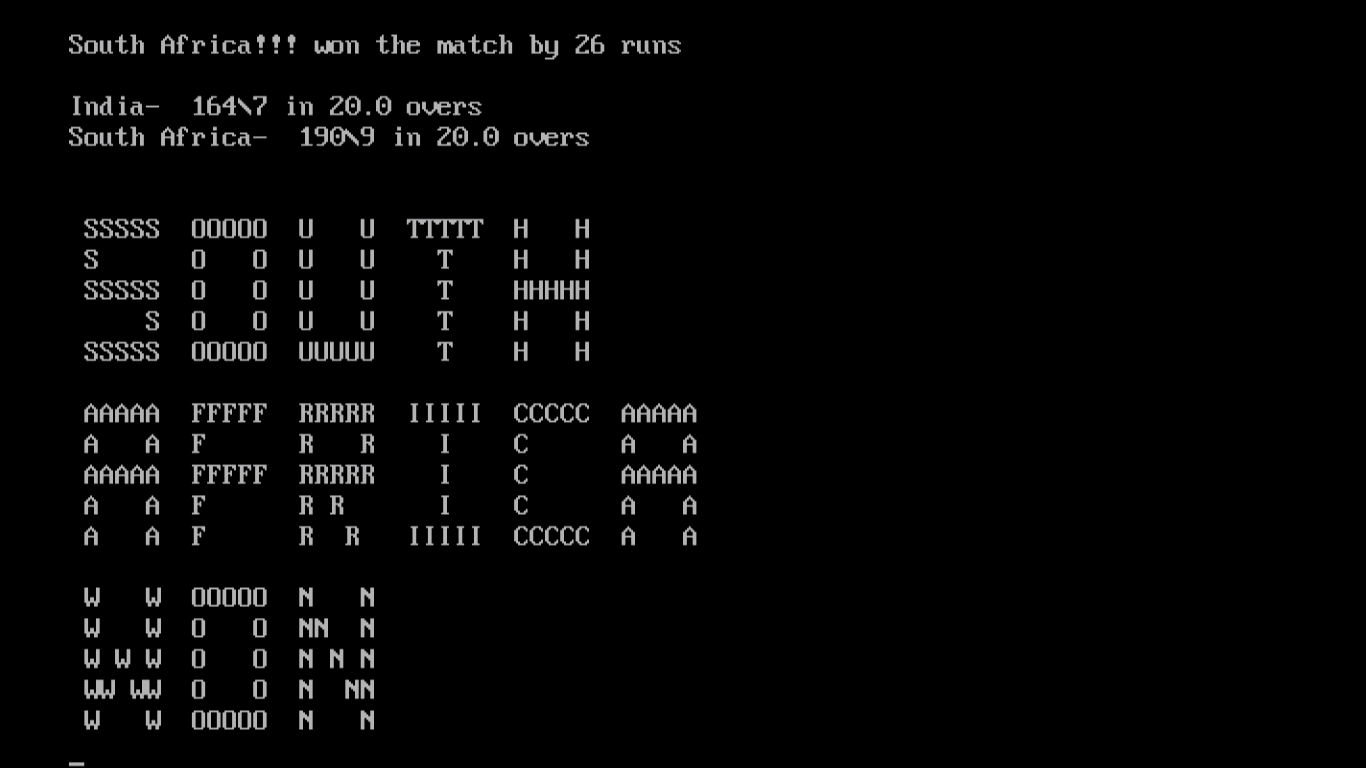 South Africa!!! won the match by 26 runs
India-  164\7 in 20.0 overs
South Africa-  190\9 in 20.0 overs
SSSSS  OOOOO  U   U  TTTTT  H   H
S      O   O  U   U    T    H   H
SSSSS  O   O  U   U    T    HHHHH
    S  O   O  U   U    T    H   H
SSSSS  OOOOO  UUUUU    T    H   H
AAAAA  FFFFF  RRRRR  IIIII  CCCCC  AAAAA
A   A  F      R   R    I    C      A   A
AAAAA  FFFFF  RRRRR    I    C      AAAAA
A   A  F      R R      I    C      A   A
A   A  F      R  R   IIIII  CCCCC  A   A
W   W  OOOOO  N   N
W   W  O   O  NN  N
W W W  O   O  N N N
WW WW  O   O  N  NN
W   W  OOOOO  N   N
_